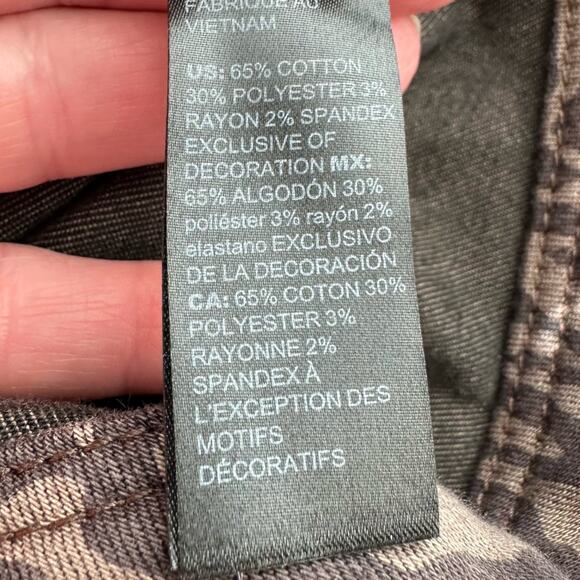 FABRIQUÉ AU
VIETNAM
US: 65% COTTON
30% POLYESTER 3%
RAYON 2% SPANDEX
EXCLUSIVE OF
DECORATION MX:
65% ALGODÓN 30%
poliéster 3% rayón 2%
elastano EXCLUSIVO
DE LA DECORACIÓN
CA: 65% COTON 30%
POLYESTER 3%
RAYONNE 2%
SPANDEX À
L'EXCEPTION DES
MOTIFS
DÉCORATIFS